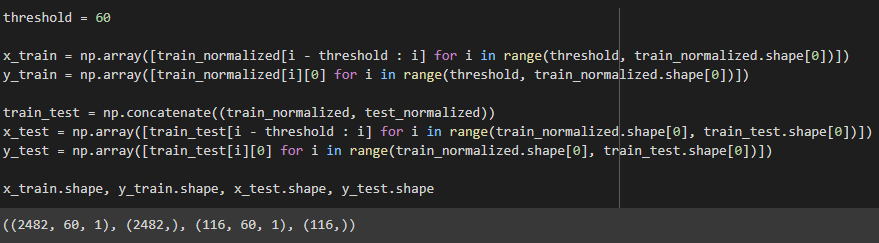 threshold = 60
x_train = np.array([train_normalized[i - threshold : i] for i in range(threshold, train_normalized.shape[0])])
y_train = np.array([train_normalized[i][0] for i in range(threshold, train_normalized.shape[0])])
train_test = np.concatenate((train_normalized, test_normalized))
x_test = np.array([train_test[i - threshold : i] for i in range(train_normalized.shape[0], train_test.shape[0])])
y_test = np.array([train_test[i][0] for i in range(train_normalized.shape[0], train_test.shape[0])])
x_train.shape, y_train.shape, x_test.shape, y_test.shape
((2482, 60, 1), (2482,), (116, 60, 1), (116,))